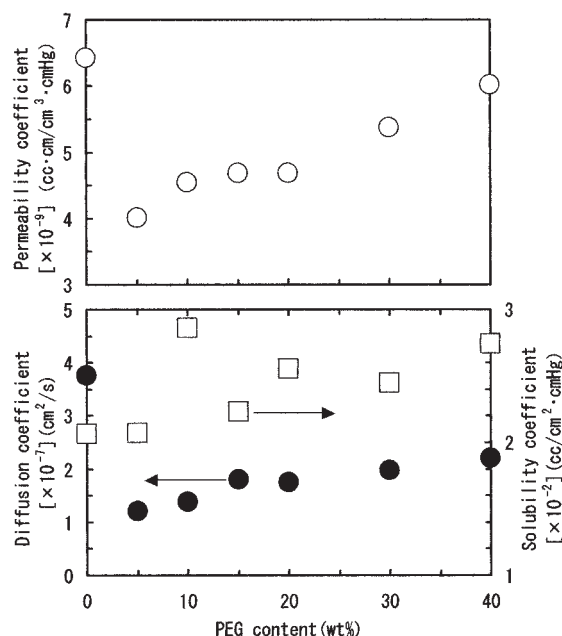 Permeability coefficient
[×10⁻⁹] (cc·cm/cm³·cmHg)
7
6
5
4
3
Diffusion coefficient
[×10⁻⁷] (cm²/s)
5
4
3
2
1
0
3
2
1
Solubility coefficient
[×10⁻²] (cc/cm²·cmHg)
0 10 20 30 40
PEG content(wt%)